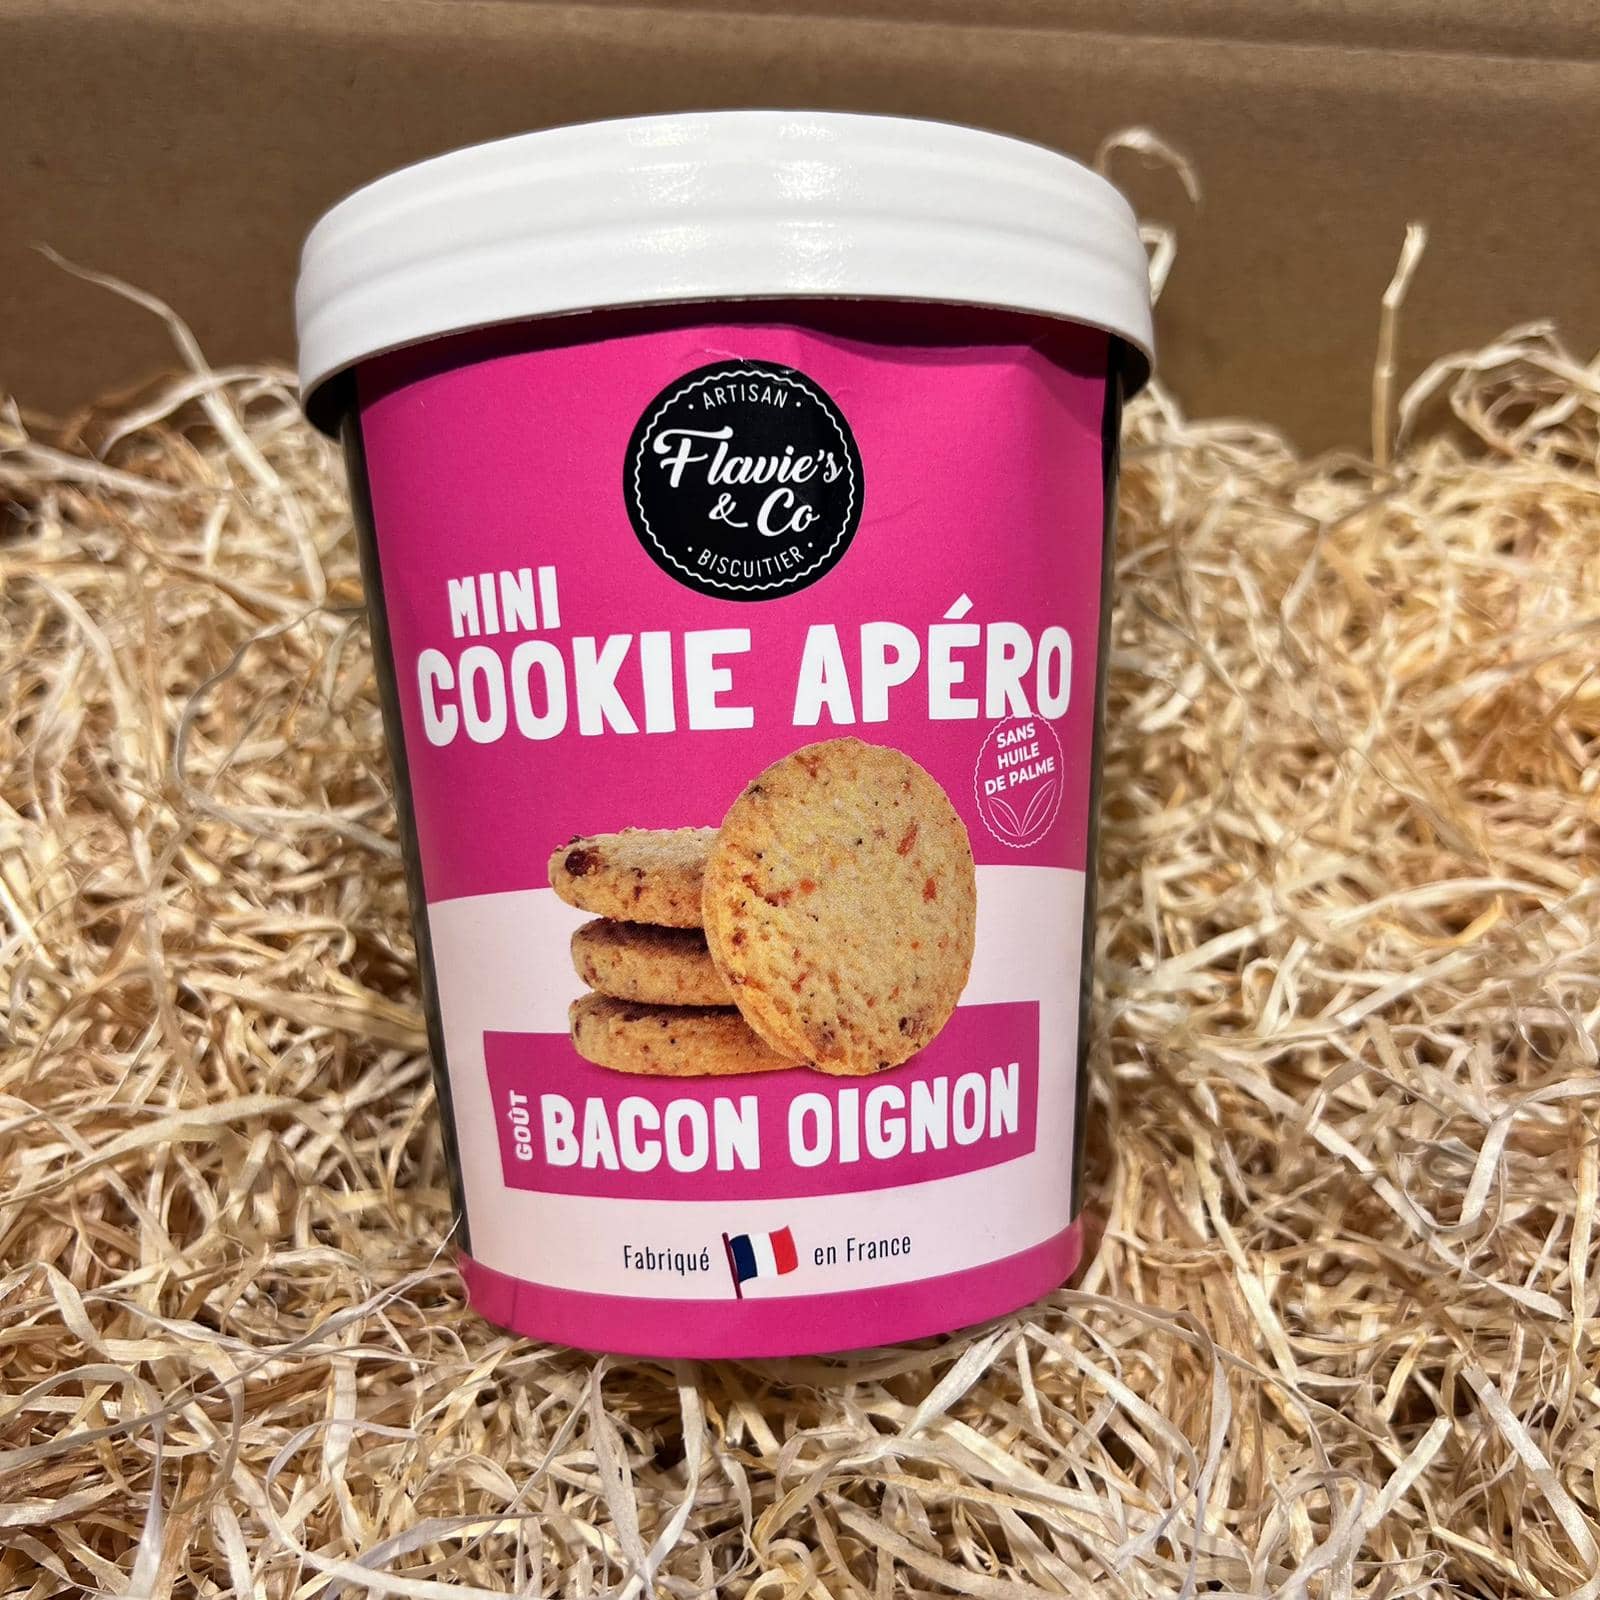 · ARTISAN ·
Flavie's
& Co
· BISCUITIER ·
MINI
COOKIE APÉRO
SANS
HUILE
DE PALME
GOÛT
BACON OIGNON
Fabriqué en France